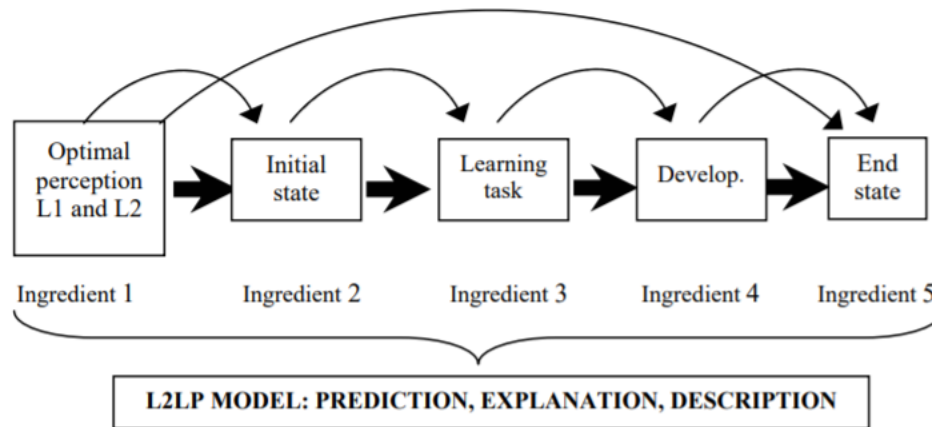 Optimal
perception
L1 and L2
Initial
state
Learning
task
Develop.
End
state
Ingredient 1
Ingredient 2
Ingredient 3
Ingredient 4
Ingredient 5
L2LP MODEL: PREDICTION, EXPLANATION, DESCRIPTION